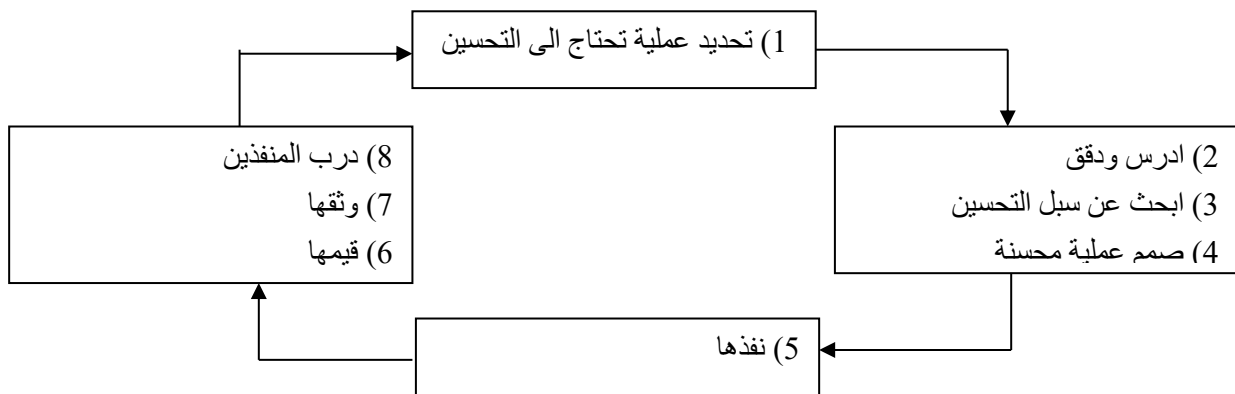 1) تحديد عملية تحتاج الى التحسين
2) ادرس ودقق
3) ابحث عن سبل التحسين
4) صمم عملية محسنة
5) نفذها
8) درب المنفذين
7) وثقها
6) قيمها